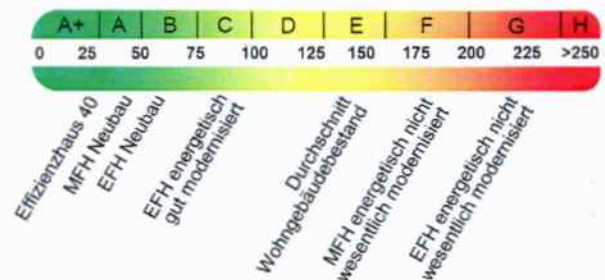 A+ A B C D E F G H
0 25 50 75 100 125 150 175 200 225 >250
Effizienzhaus 40
MFH Neubau
EFH Neubau
EFH energetisch
gut modernisiert
Durchschnitt
Wohngebäudebestand
MFH energetisch nicht
wesentlich modernisiert
EFH energetisch nicht
wesentlich modernisiert